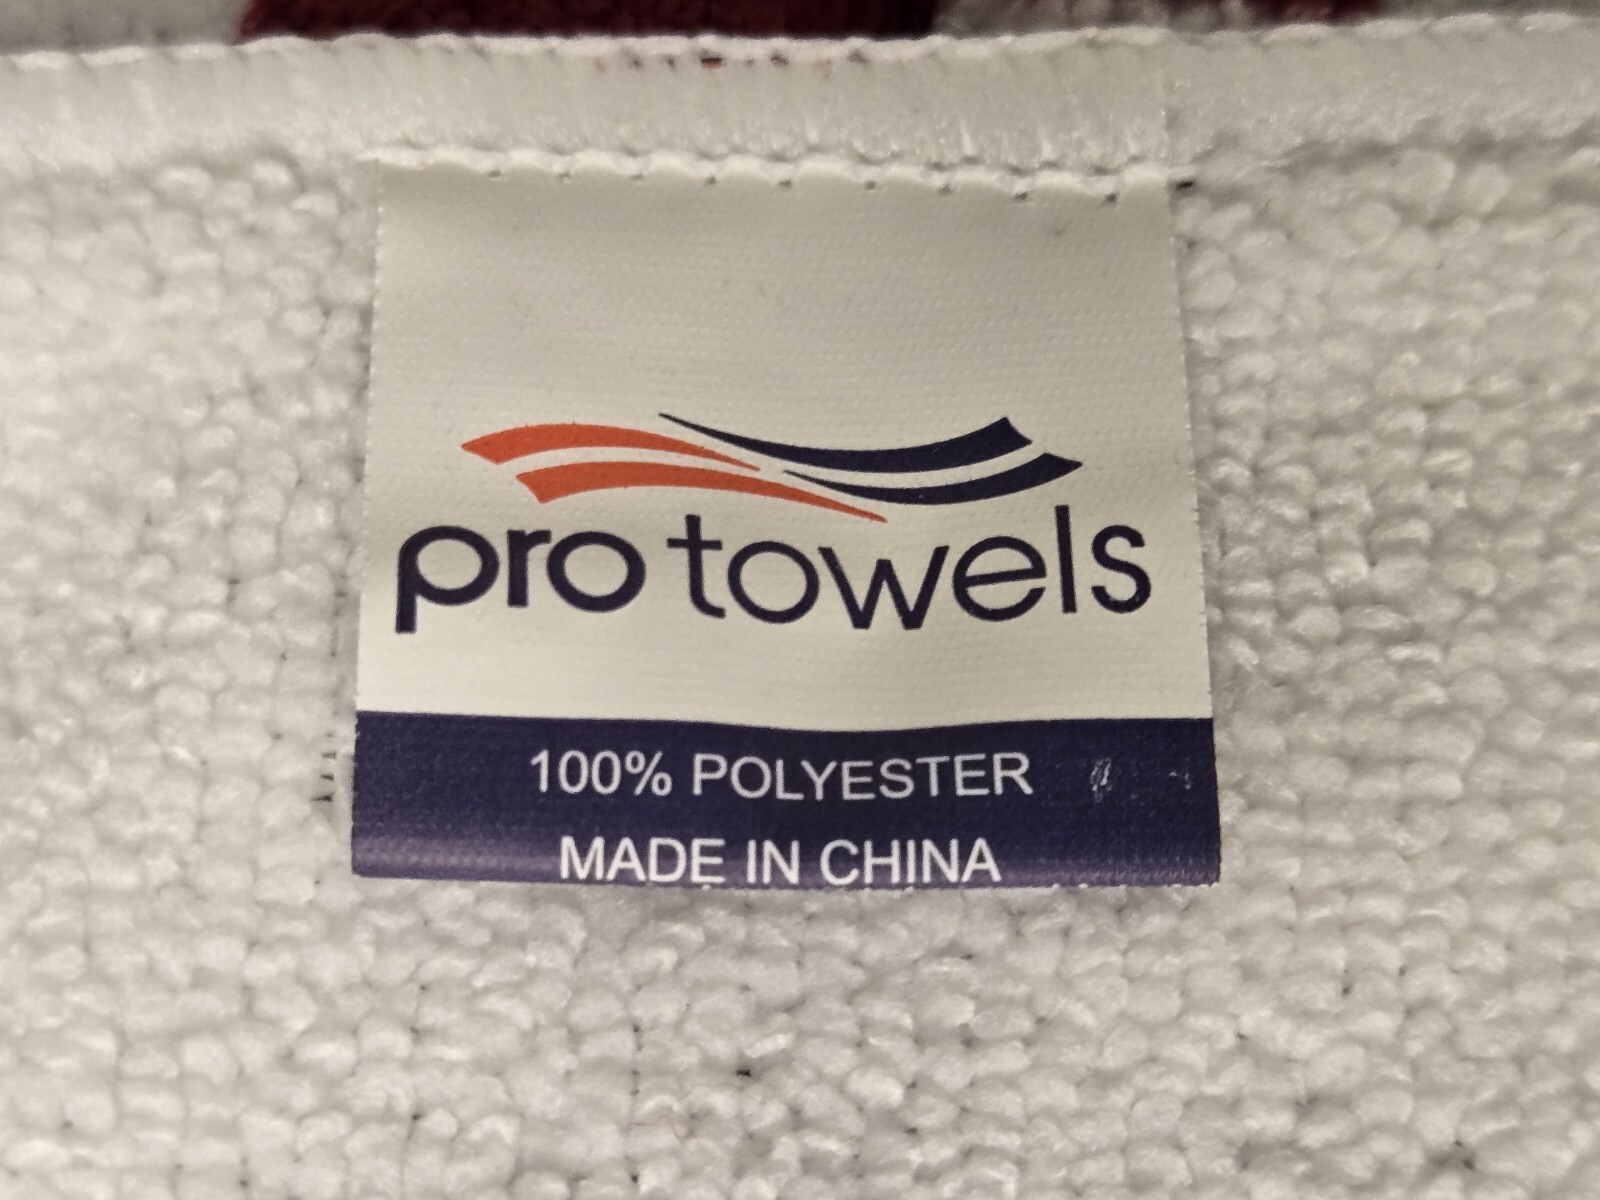 pro towels
100% POLYESTER
MADE IN CHINA